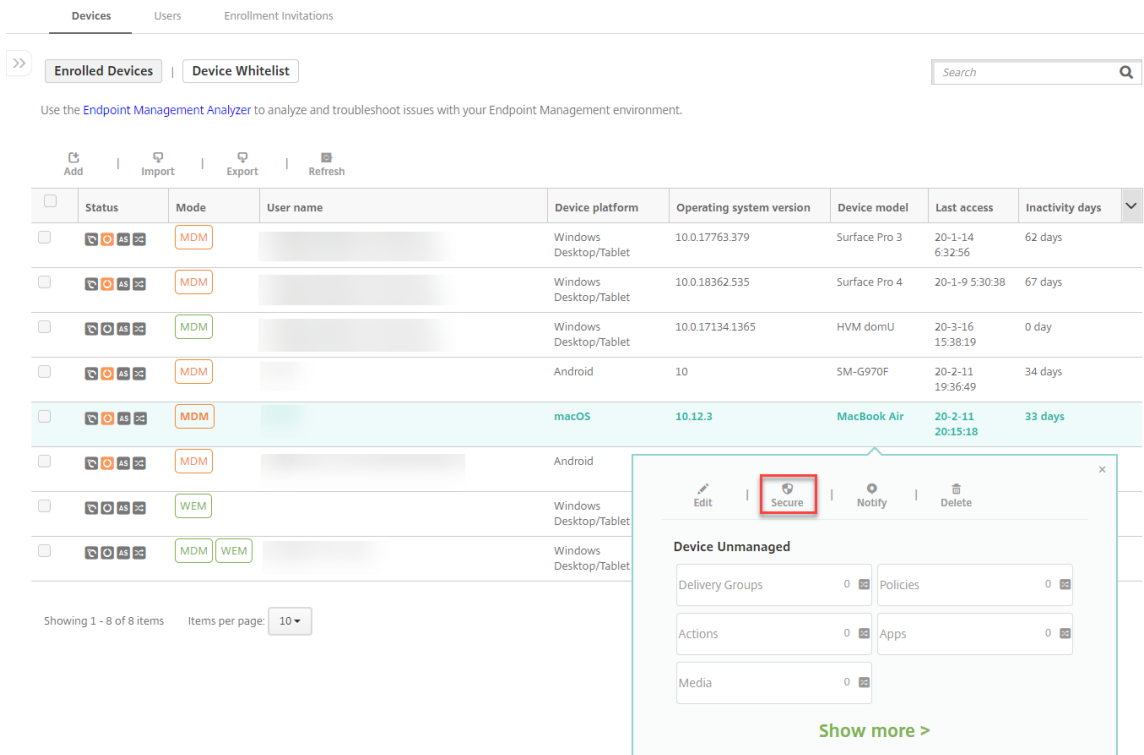 Devices Users Enrollment Invitations
Enrolled Devices | Device Whitelist Search
Use the Endpoint Management Analyzer to analyze and troubleshoot issues with your Endpoint Management environment.
Add | Import | Export | Refresh
Status Mode User name Device platform Operating system version Device model Last access Inactivity days
AS MDM Windows 10.0.17763.379 Surface Pro 3 20-1-14 62 days
Desktop/Tablet 6:32:56
AS MDM Windows 10.0.18362.535 Surface Pro 4 20-1-9 5:30:38 67 days
Desktop/Tablet
AS MDM Windows 10.0.17134.1365 HVM domU 20-3-16 0 day
Desktop/Tablet 15:38:19
AS MDM Android 10 SM-G970F 20-2-11 34 days
19:36:49
AS MDM macOS 10.12.3 MacBook Air 20-2-11 33 days
20:15:18
AS MDM Android
AS WEM Windows
Desktop/Tablet
AS MDM WEM Windows
Desktop/Tablet
Edit | Secure | Notify | Delete
Device Unmanaged
Delivery Groups 0 Policies 0
Actions 0 Apps 0
Media 0
Show more >
Showing 1 - 8 of 8 items Items per page: 10